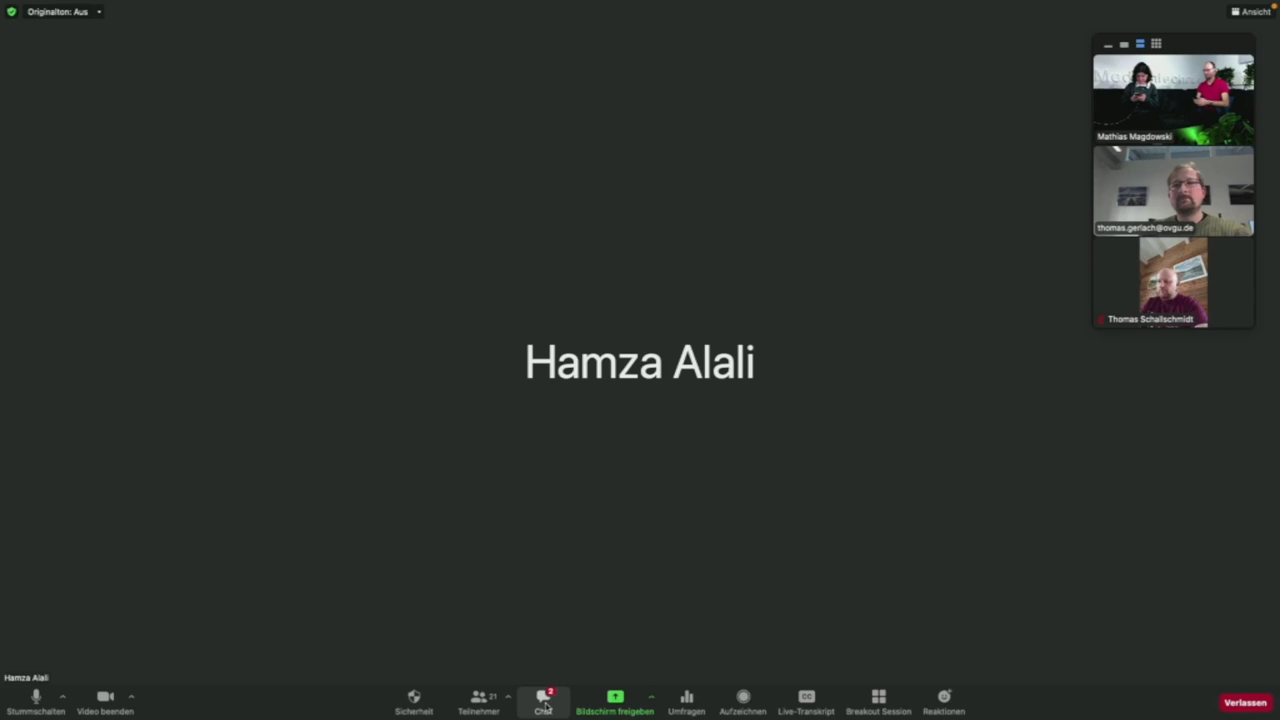 Originalton: Aus
Ansicht
Mathias Magdowski
thomas.gerlach@ovgu.de
Thomas Schallschmidt
Hamza Alali
Hamza Alali
21
2
CC
Stummschalten
Video beenden
Sicherheit
Teilnehmer
Chat
Bildschirm freigeben
Umfragen
Aufzeichnen
Live-Transkript
Breakout Session
Reaktionen
Verlassen